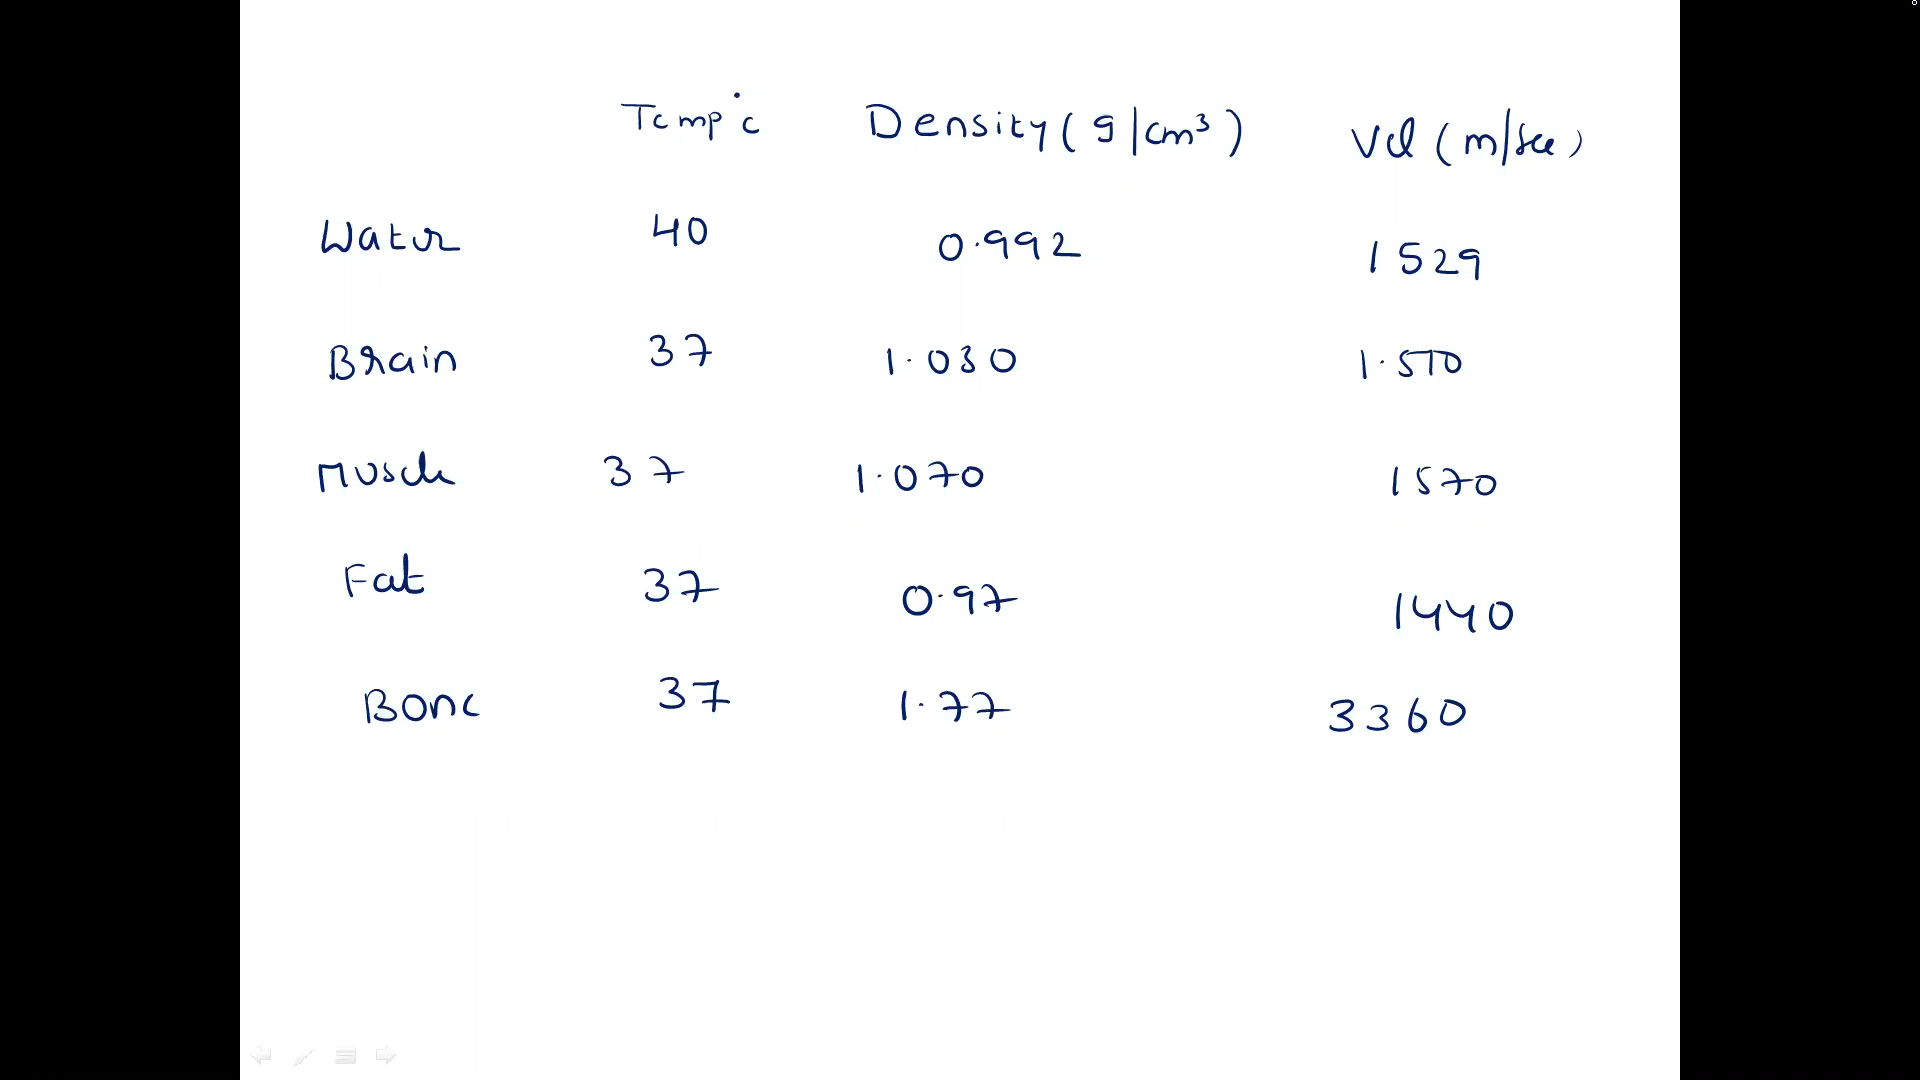 Temp °c Density (g/cm³) Vel (m/sec)
Water 40 0.992 1529
Brain 37 1.030 1.510
Muscle 37 1.070 1570
Fat 37 0.97 1440
Bone 37 1.77 3360